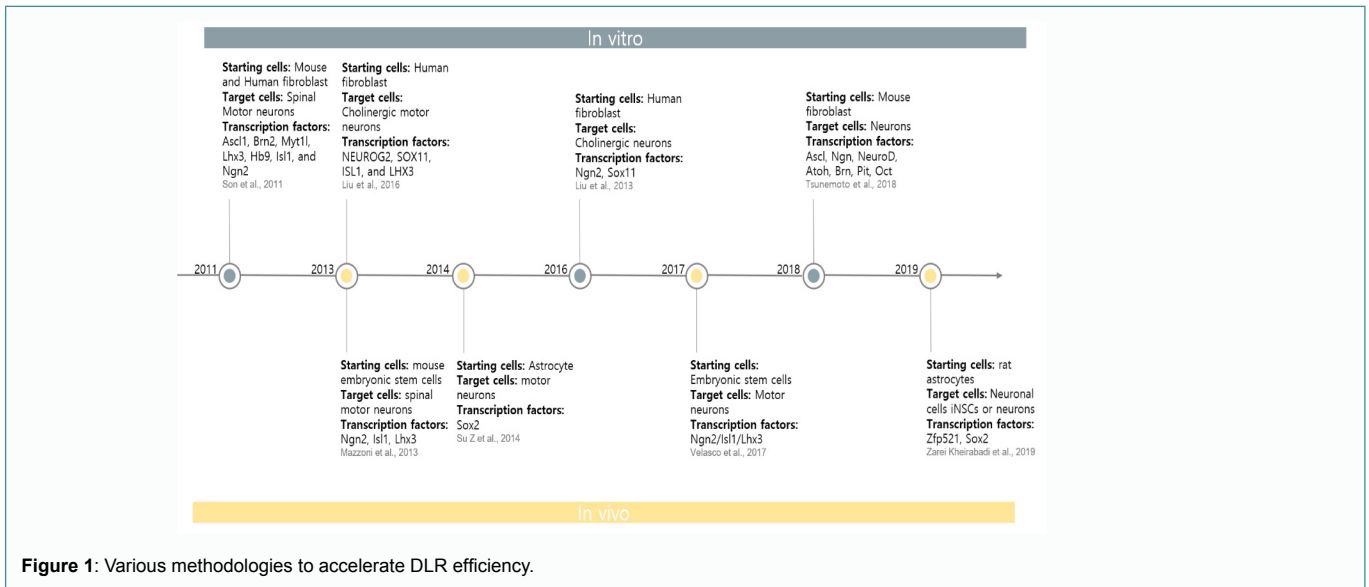 In vitro
Starting cells: Mouse
and Human fibroblast
Target cells: Spinal
Motor neurons
Transcription factors:
Ascl1, Brn2, Myt1l,
Lhx3, Hb9, Isl1, and
Ngn2
Son et al., 2011
Starting cells: Human
fibroblast
Target cells:
Cholinergic motor
neurons
Transcription factors:
NEUROG2, SOX11,
ISL1, and LHX3
Liu et al., 2016
Starting cells: Human
fibroblast
Target cells:
Cholinergic neurons
Transcription factors:
Ngn2, Sox11
Liu et al., 2013
Starting cells: Mouse
fibroblast
Target cells: Neurons
Transcription factors:
Ascl, Ngn, NeuroD,
Atoh, Brn, Pit, Oct
Tsunemoto et al., 2018
2011 2013 2014 2016 2017 2018 2019
Starting cells: mouse
embryonic stem cells
Target cells: spinal
motor neurons
Transcription factors:
Ngn2, Isl1, Lhx3
Mazzoni et al., 2013
Starting cells: Astrocyte
Target cells: motor
neurons
Transcription factors:
Sox2
Su Z et al., 2014
Starting cells:
Embryonic stem cells
Target cells: Motor
neurons
Transcription factors:
Ngn2/Isl1/Lhx3
Velasco et al., 2017
Starting cells: rat
astrocytes
Target cells: Neuronal
cells iNSCs or neurons
Transcription factors:
Zfp521, Sox2
Zarei Kheirabadi et al., 2019
In vivo
Figure 1: Various methodologies to accelerate DLR efficiency.